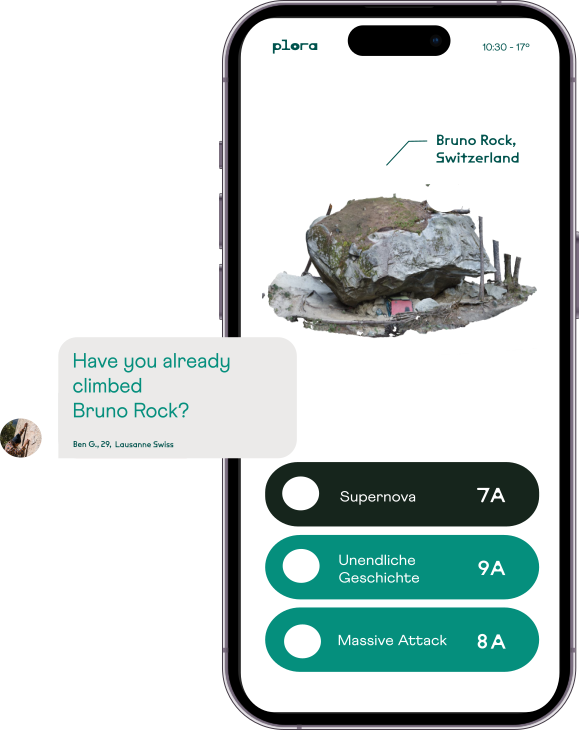 plora
10:30 - 17°
Bruno Rock,
Switzerland
Have you already
climbed
Bruno Rock?
Ben G., 29, Lausanne Swiss
Supernova 7A
Unendliche
Geschichte 9A
Massive Attack 8A